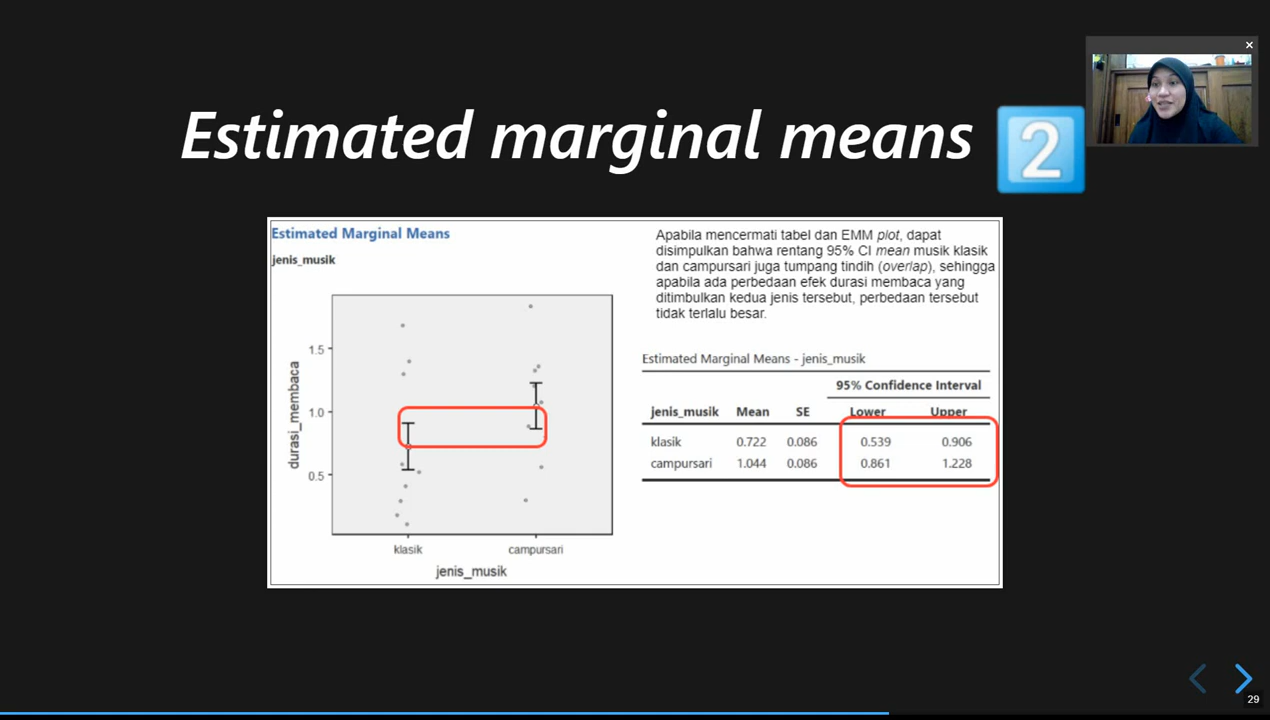 Estimated marginal means 2
Estimated Marginal Means
jenis_musik
1.5
1.0
0.5
durasi_membaca
klasik campursari
jenis_musik
Apabila mencermati tabel dan EMM plot, dapat
disimpulkan bahwa rentang 95% CI mean musik klasik
dan campursari juga tumpang tindih (overlap), sehingga
apabila ada perbedaan efek durasi membaca yang
ditimbulkan kedua jenis tersebut, perbedaan tersebut
tidak terlalu besar.
Estimated Marginal Means - jenis_musik
95% Confidence Interval
jenis_musik Mean SE Lower Upper
klasik 0.722 0.086 0.539 0.906
campursari 1.044 0.086 0.861 1.228
29